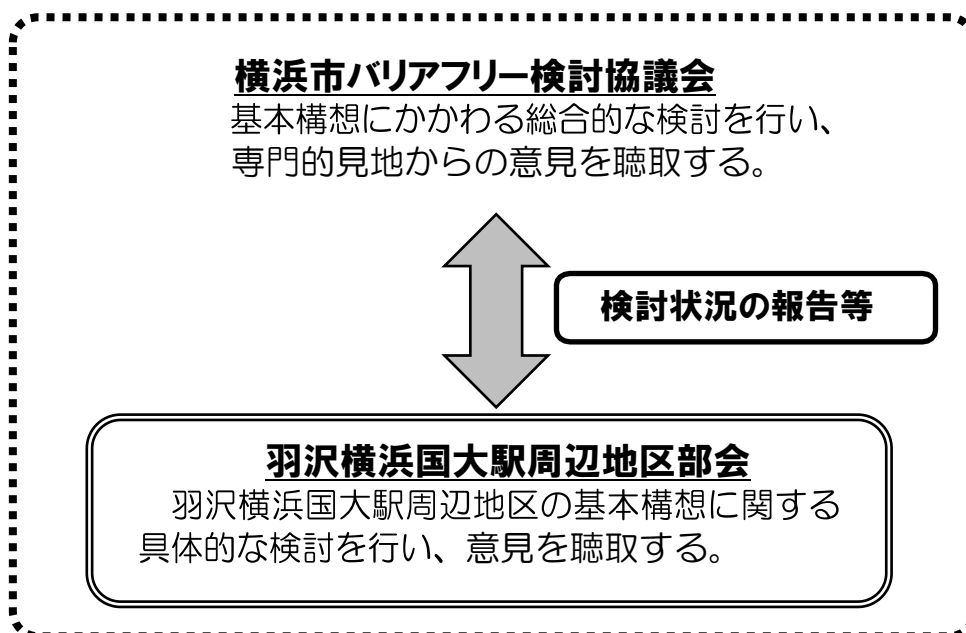 横浜市バリアフリー検討協議会
基本構想にかかわる総合的な検討を行い、
専門的見地からの意見を聴取する。
検討状況の報告等
羽沢横浜国大駅周辺地区部会
羽沢横浜国大駅周辺地区の基本構想に関する
具体的な検討を行い、意見を聴取する。